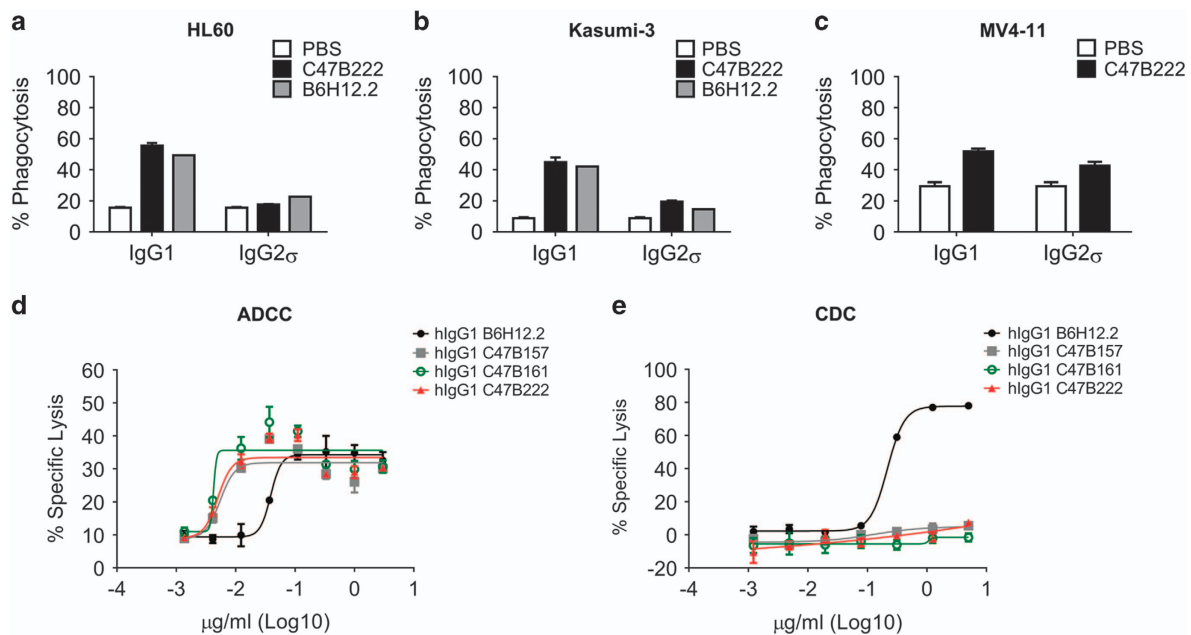 a
HL60
PBS
C47B222
B6H12.2
% Phagocytosis
100
80
60
40
20
0
IgG1 IgG2σ
b
Kasumi-3
PBS
C47B222
B6H12.2
% Phagocytosis
100
80
60
40
20
0
IgG1 IgG2σ
c
MV4-11
PBS
C47B222
% Phagocytosis
100
80
60
40
20
0
IgG1 IgG2σ
d
ADCC
hIgG1 B6H12.2
hIgG1 C47B157
hIgG1 C47B161
hIgG1 C47B222
% Specific Lysis
60
50
40
30
20
10
0
-4 -3 -2 -1 0 1
μg/ml (Log10)
e
CDC
hIgG1 B6H12.2
hIgG1 C47B157
hIgG1 C47B161
hIgG1 C47B222
% Specific Lysis
100
80
60
40
20
0
-20
-4 -3 -2 -1 0 1
μg/ml (Log10)